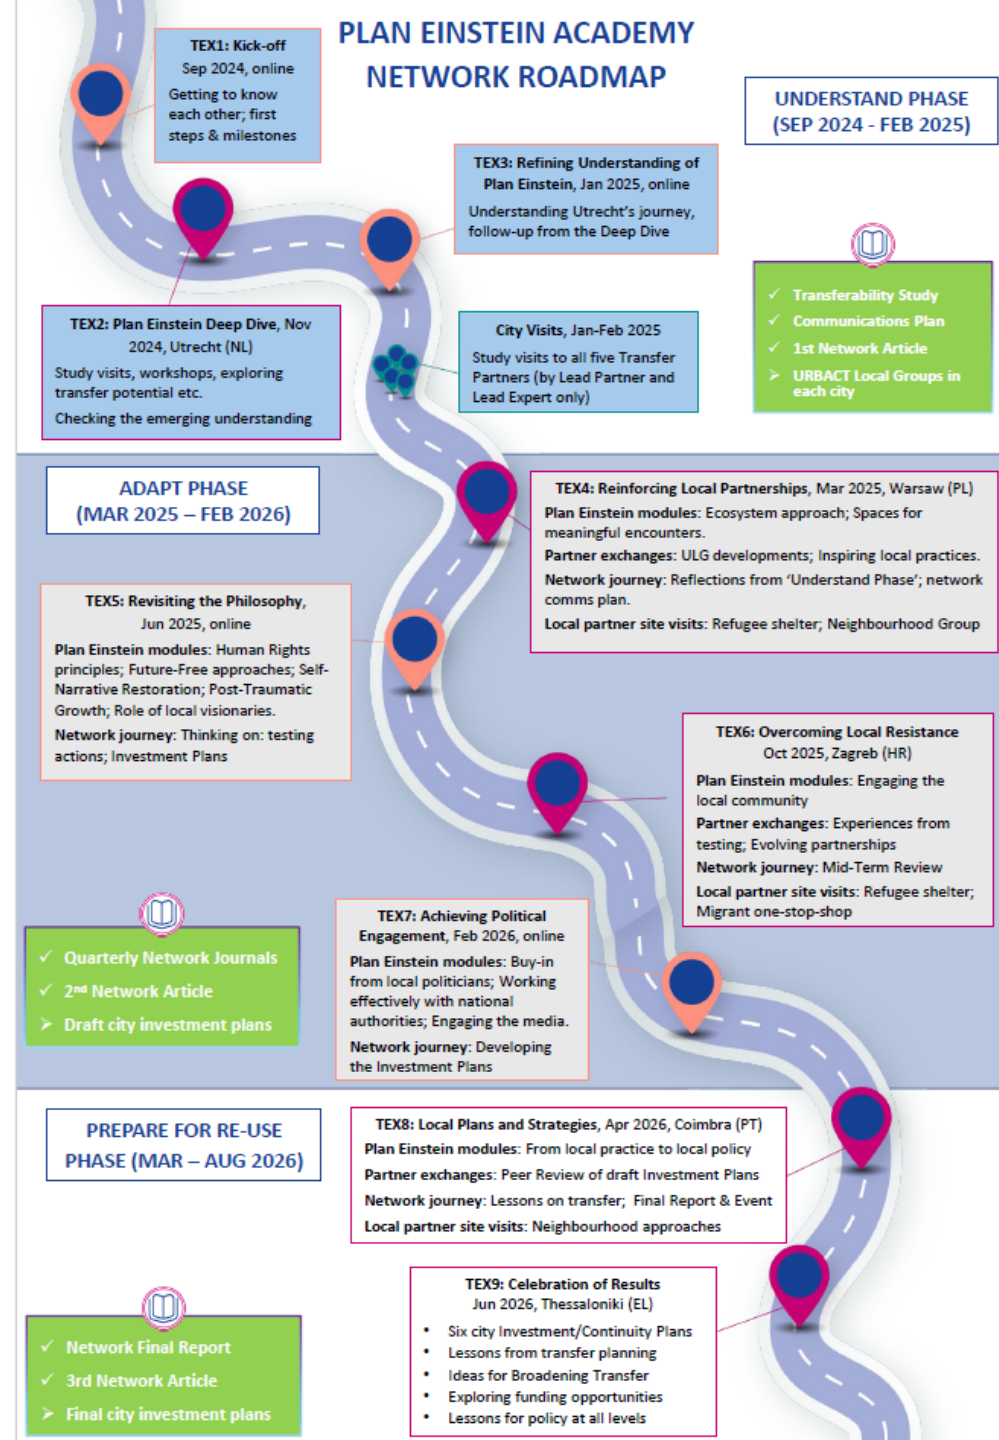 PLAN EINSTEIN ACADEMY
NETWORK ROADMAP
TEX1: Kick-off
Sep 2024, online
Getting to know
each other; first
steps & milestones
UNDERSTAND PHASE
(SEP 2024 - FEB 2025)
TEX3: Refining Understanding of
Plan Einstein, Jan 2025, online
Understanding Utrecht's journey,
follow-up from the Deep Dive
TEX2: Plan Einstein Deep Dive, Nov
2024, Utrecht (NL)
Study visits, workshops, exploring
transfer potential etc.
Checking the emerging understanding
City Visits, Jan-Feb 2025
Study visits to all five Transfer
Partners (by Lead Partner and
Lead Expert only)
✓ Transferability Study
✓ Communications Plan
✓ 1st Network Article
➢ URBACT Local Groups in
each city
ADAPT PHASE
(MAR 2025 – FEB 2026)
TEX4: Reinforcing Local Partnerships, Mar 2025, Warsaw (PL)
Plan Einstein modules: Ecosystem approach; Spaces for
meaningful encounters.
Partner exchanges: ULG developments; Inspiring local practices.
Network journey: Reflections from 'Understand Phase'; network
comms plan.
Local partner site visits: Refugee shelter; Neighbourhood Group
TEX5: Revisiting the Philosophy,
Jun 2025, online
Plan Einstein modules: Human Rights
principles; Future-Free approaches; Self-
Narrative Restoration; Post-Traumatic
Growth; Role of local visionaries.
Network journey: Thinking on: testing
actions; Investment Plans
TEX6: Overcoming Local Resistance
Oct 2025, Zagreb (HR)
Plan Einstein modules: Engaging the
local community
Partner exchanges: Experiences from
testing; Evolving partnerships
Network journey: Mid-Term Review
Local partner site visits: Refugee shelter;
Migrant one-stop-shop
✓ Quarterly Network Journals
✓ 2nd Network Article
➢ Draft city investment plans
TEX7: Achieving Political
Engagement, Feb 2026, online
Plan Einstein modules: Buy-in
from local politicians; Working
effectively with national
authorities; Engaging the media.
Network journey: Developing
the Investment Plans
PREPARE FOR RE-USE
PHASE (MAR – AUG 2026)
TEX8: Local Plans and Strategies, Apr 2026, Coimbra (PT)
Plan Einstein modules: From local practice to local policy
Partner exchanges: Peer Review of draft Investment Plans
Network journey: Lessons on transfer; Final Report & Event
Local partner site visits: Neighbourhood approaches
TEX9: Celebration of Results
Jun 2026, Thessaloniki (EL)
• Six city Investment/Continuity Plans
• Lessons from transfer planning
• Ideas for Broadening Transfer
• Exploring funding opportunities
• Lessons for policy at all levels
✓ Network Final Report
✓ 3rd Network Article
➢ Final city investment plans